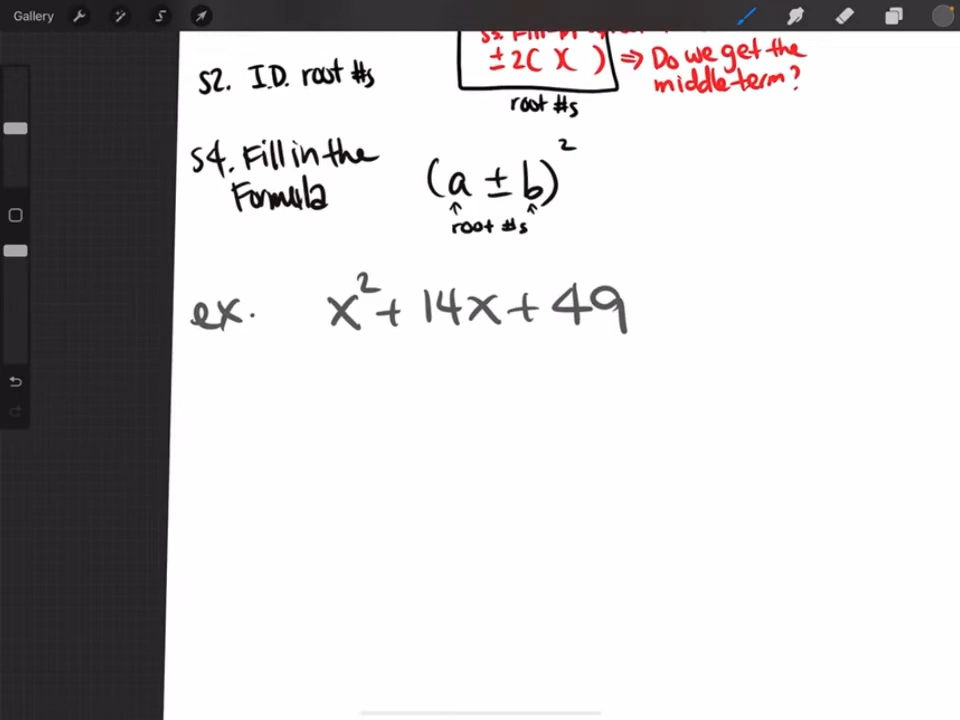 Gallery
± 2( X ) ⇒ Do we get the
middle term?
S2. I.D. root #s
root #s
S4. Fill in the
Formula
(a ± b)²
root #s
ex. x² + 14x + 49